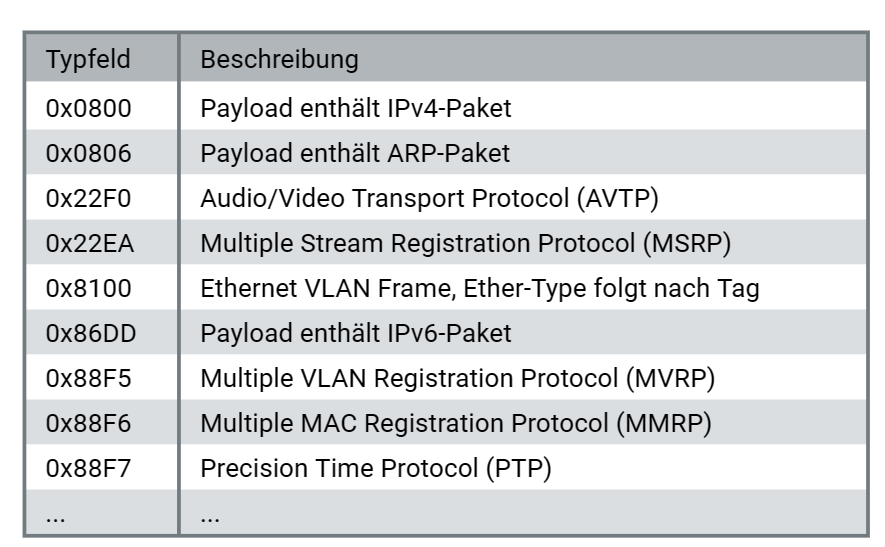 Typfeld Beschreibung
0x0800 Payload enthält IPv4-Paket
0x0806 Payload enthält ARP-Paket
0x22F0 Audio/Video Transport Protocol (AVTP)
0x22EA Multiple Stream Registration Protocol (MSRP)
0x8100 Ethernet VLAN Frame, Ether-Type folgt nach Tag
0x86DD Payload enthält IPv6-Paket
0x88F5 Multiple VLAN Registration Protocol (MVRP)
0x88F6 Multiple MAC Registration Protocol (MMRP)
0x88F7 Precision Time Protocol (PTP)
... ...